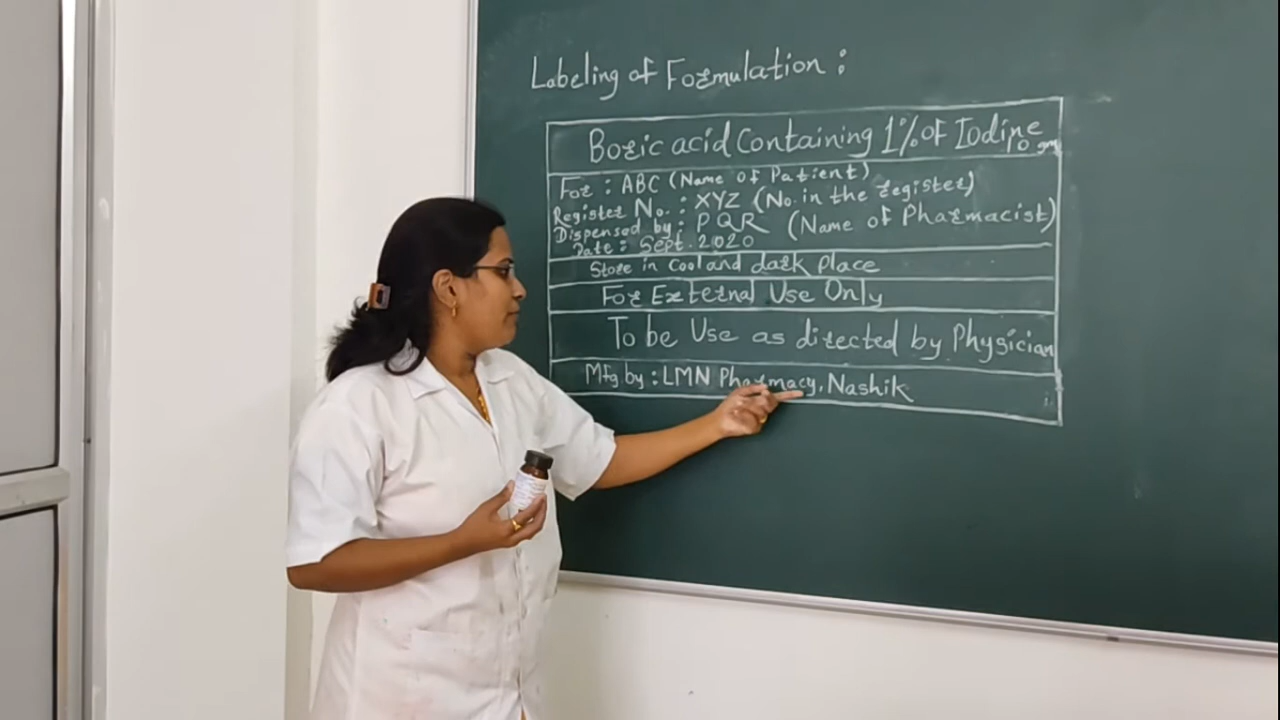 Labeling of Formulation :
Boric acid Containing 1% of Iodine 10 gm
For : ABC (Name of Patient)
Register No. : XYZ (No. in the register)
Dispensed by : PQR (Name of Pharmacist)
Date : Sept. 2020
Store in Cool and dark place
For External Use Only
To be Use as directed by Physician
Mfg by : LMN Pharmacy, Nashik